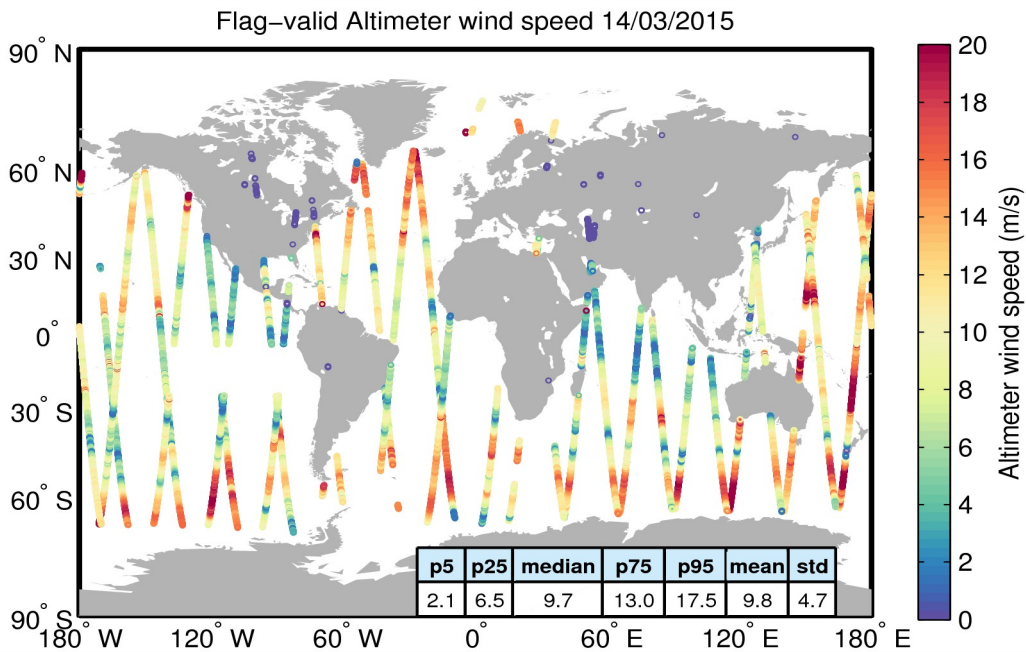 Flag−valid Altimeter wind speed 14/03/2015
90° N
60° N
30° N
0°
30° S
60° S
90° S
180° W
120° W
60° W
0°
60° E
120° E
180° E
p5 p25 median p75 p95 mean std
2.1 6.5 9.7 13.0 17.5 9.8 4.7
20
18
16
14
12
10
8
6
4
2
0
Altimeter wind speed (m/s)